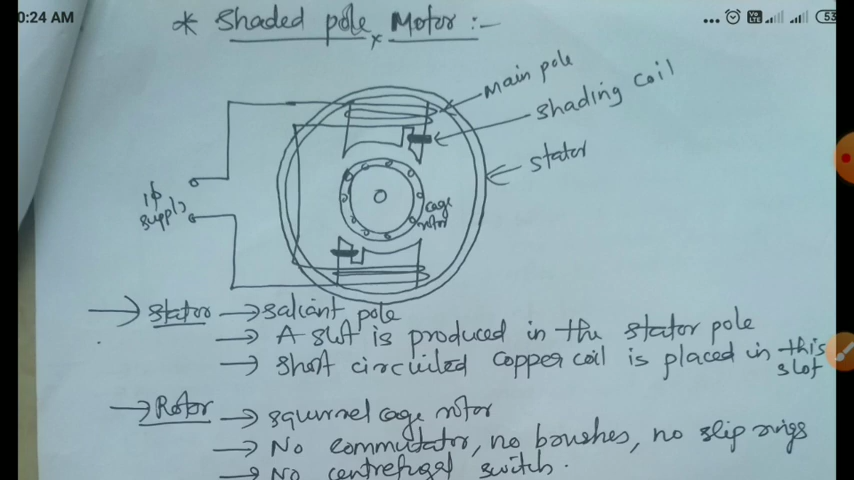 0:24 AM
53
* Shaded pole Motor :-
Main pole
Shading coil
Stator
1ϕ
supply
cage
rotor
→ Stator → saliant pole
→ A slot is produced in the stator pole
→ Short circuited copper coil is placed in this
slot
→ Rotor → squirrel cage rotor
→ No commutator, no brushes, no slip rings
→ No centrefugal switch.